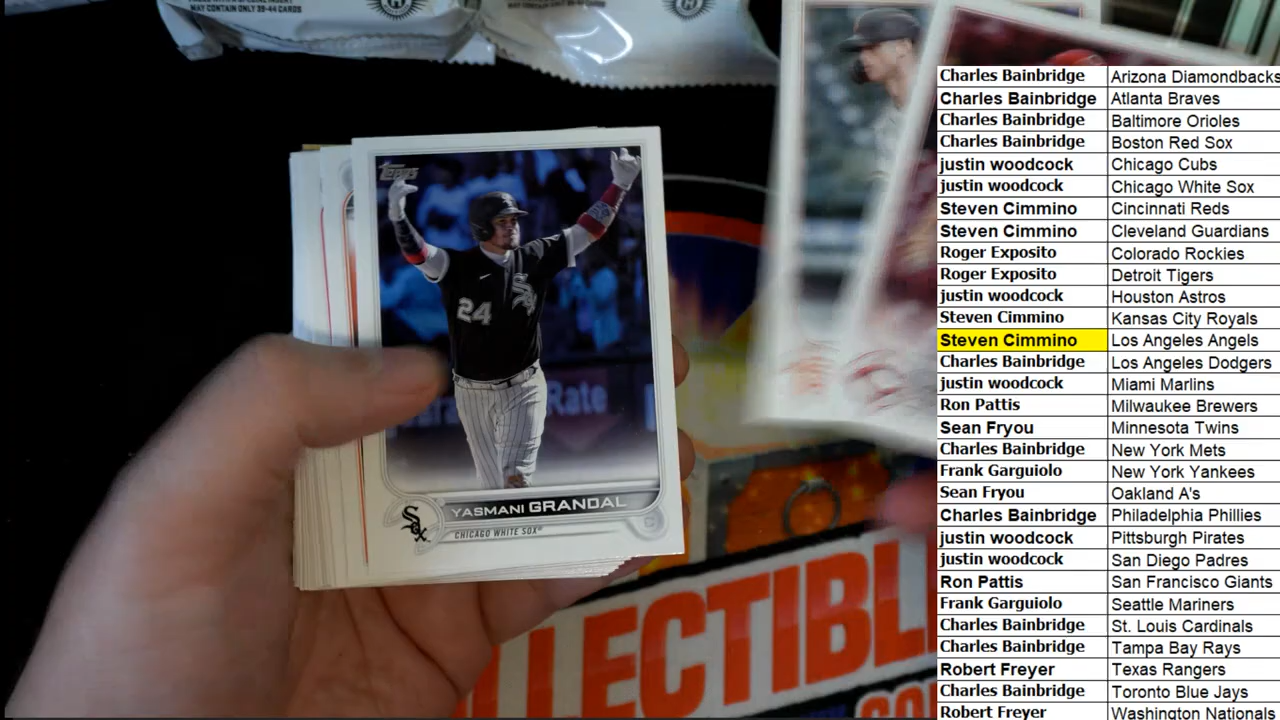 MAY CONTAIN ONLY 39-44 CARDS
Topps
24
Sox
Rate
YASMANI GRANDAL
Sox
CHICAGO WHITE SOX
LLECTIBL
CO
Charles Bainbridge Arizona Diamondbacks
Charles Bainbridge Atlanta Braves
Charles Bainbridge Baltimore Orioles
Charles Bainbridge Boston Red Sox
justin woodcock Chicago Cubs
justin woodcock Chicago White Sox
Steven Cimmino Cincinnati Reds
Steven Cimmino Cleveland Guardians
Roger Exposito Colorado Rockies
Roger Exposito Detroit Tigers
justin woodcock Houston Astros
Steven Cimmino Kansas City Royals
Steven Cimmino Los Angeles Angels
Charles Bainbridge Los Angeles Dodgers
justin woodcock Miami Marlins
Ron Pattis Milwaukee Brewers
Sean Fryou Minnesota Twins
Charles Bainbridge New York Mets
Frank Garguiolo New York Yankees
Sean Fryou Oakland A's
Charles Bainbridge Philadelphia Phillies
justin woodcock Pittsburgh Pirates
justin woodcock San Diego Padres
Ron Pattis San Francisco Giants
Frank Garguiolo Seattle Mariners
Charles Bainbridge St. Louis Cardinals
Charles Bainbridge Tampa Bay Rays
Robert Freyer Texas Rangers
Charles Bainbridge Toronto Blue Jays
Robert Freyer Washington Nationals